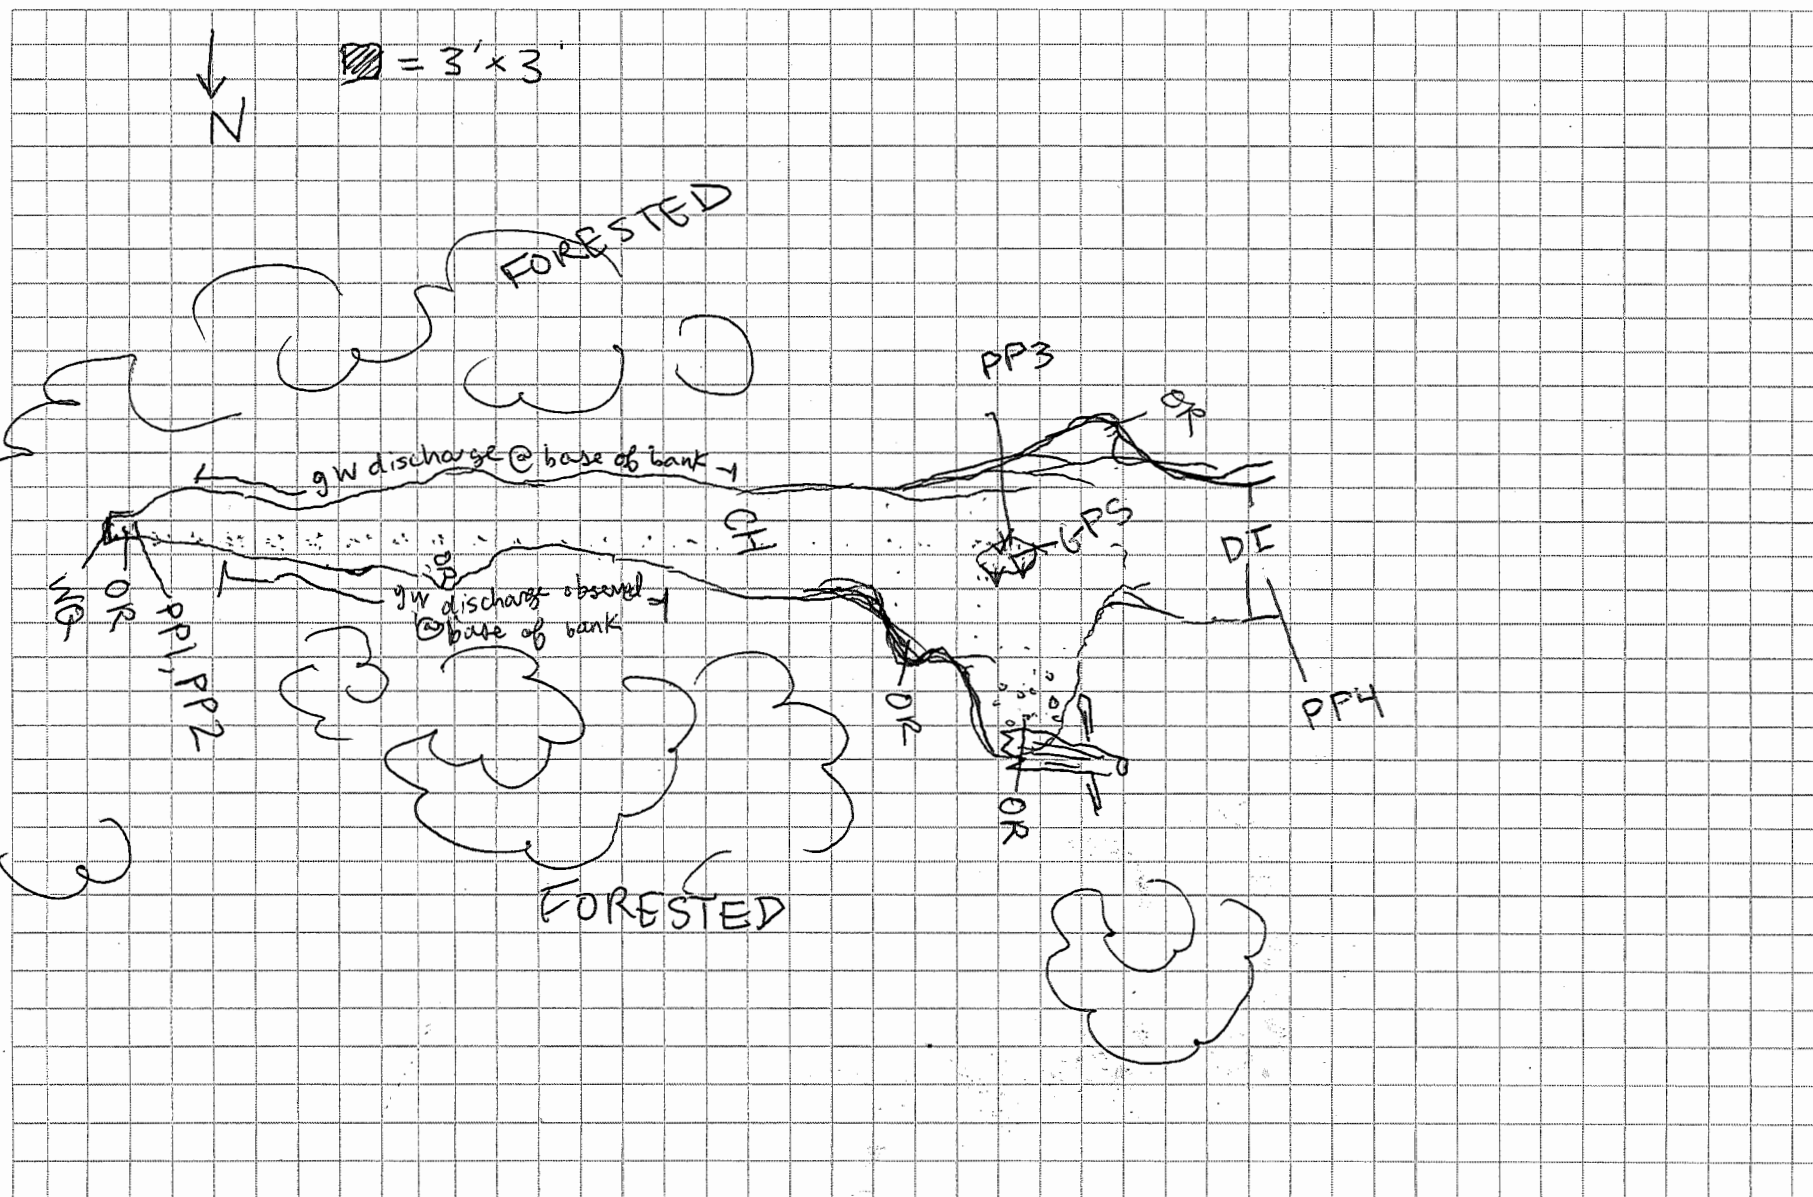 = 3' × 3'
N
FORESTED
PP3
OR
gw discharge @ base of bank
GPS
CH
DI
OR
WQ
OR
PP1, PP2
gw discharge observed
@ base of bank
OR
PP4
OR
FORESTED